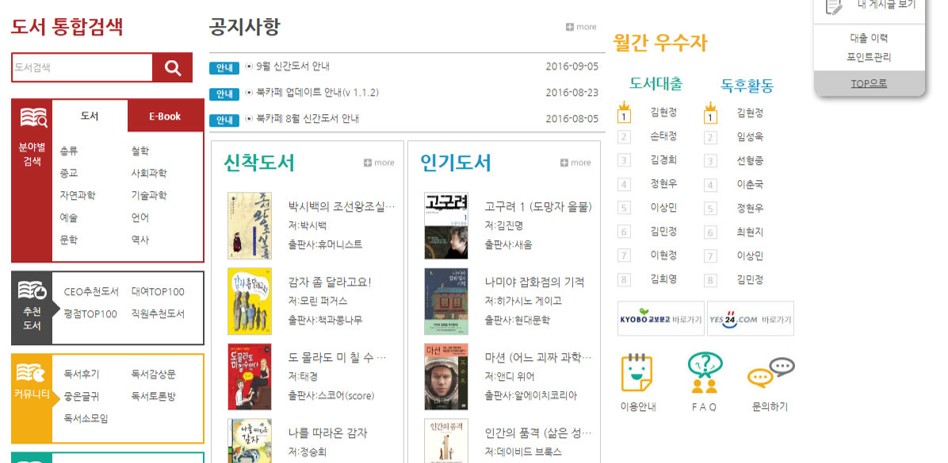 도서 통합검색
도서검색
분야별
검색
도서
E-Book
총류
철학
종교
사회과학
자연과학
기술과학
예술
언어
문학
역사
추천
도서
CEO추천도서
대여TOP100
평점TOP100
직원추천도서
커뮤니티
독서후기
독서감상문
좋은글귀
독서토론방
독서소모임
공지사항
more
안내 9월 신간도서 안내 2016-09-05
안내 북카페 업데이트 안내(v 1.1.2) 2016-08-23
안내 북카페 8월 신간도서 안내 2016-08-05
신착도서
more
박시백의 조선왕조실…
저:박시백
출판사:휴머니스트
감자 좀 달라고요!
저:모린 퍼거스
출판사:책과콩나무
도 몰라도 미 칠 수 …
저:태경
출판사:스코어(score)
나를 따라온 감자
저:정승희
인기도서
more
고구려
고구려 1 (도망자 을불)
저:김진명
출판사:새움
나미야 잡화점의 기적
저:히가시노 게이고
출판사:현대문학
마션
마션 (어느 괴짜 과학…
저:앤디 위어
출판사:알에이치코리아
인간의 품격
인간의 품격 (삶은 성…
저:데이비드 브룩스
월간 우수자
도서대출
1 김현정
2 손태정
3 김경희
4 정현우
5 이상민
6 김민정
7 이현정
8 김희영
독후활동
1 김현정
2 임성욱
3 선형중
4 이춘국
5 정현우
6 최현지
7 이상민
8 김민정
KYOBO 교보문고 바로가기
YES24.COM 바로가기
이용안내
F A Q
문의하기
내 게시글 보기
대출 이력
포인트관리
TOP으로